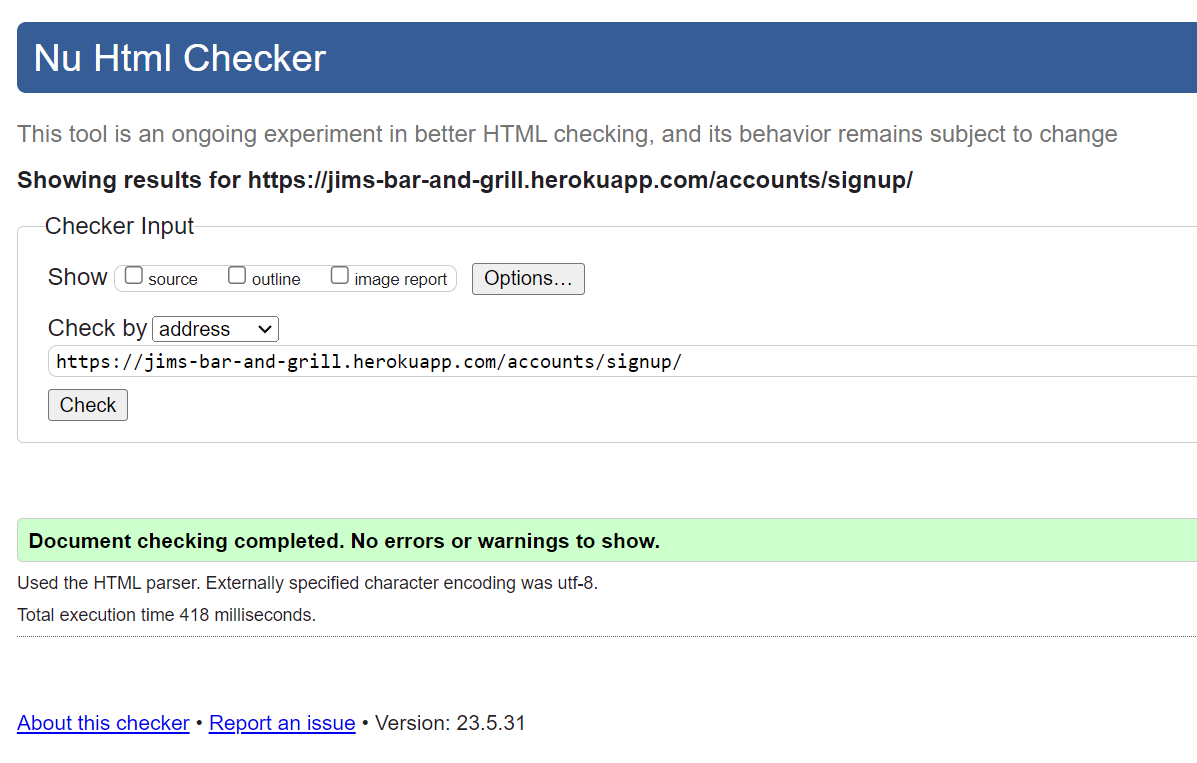 Nu Html Checker
This tool is an ongoing experiment in better HTML checking, and its behavior remains subject to change
Showing results for https://jims-bar-and-grill.herokuapp.com/accounts/signup/
Checker Input
Show source outline image report Options...
Check by address
https://jims-bar-and-grill.herokuapp.com/accounts/signup/
Check
Document checking completed. No errors or warnings to show.
Used the HTML parser. Externally specified character encoding was utf-8.
Total execution time 418 milliseconds.
About this checker • Report an issue • Version: 23.5.31